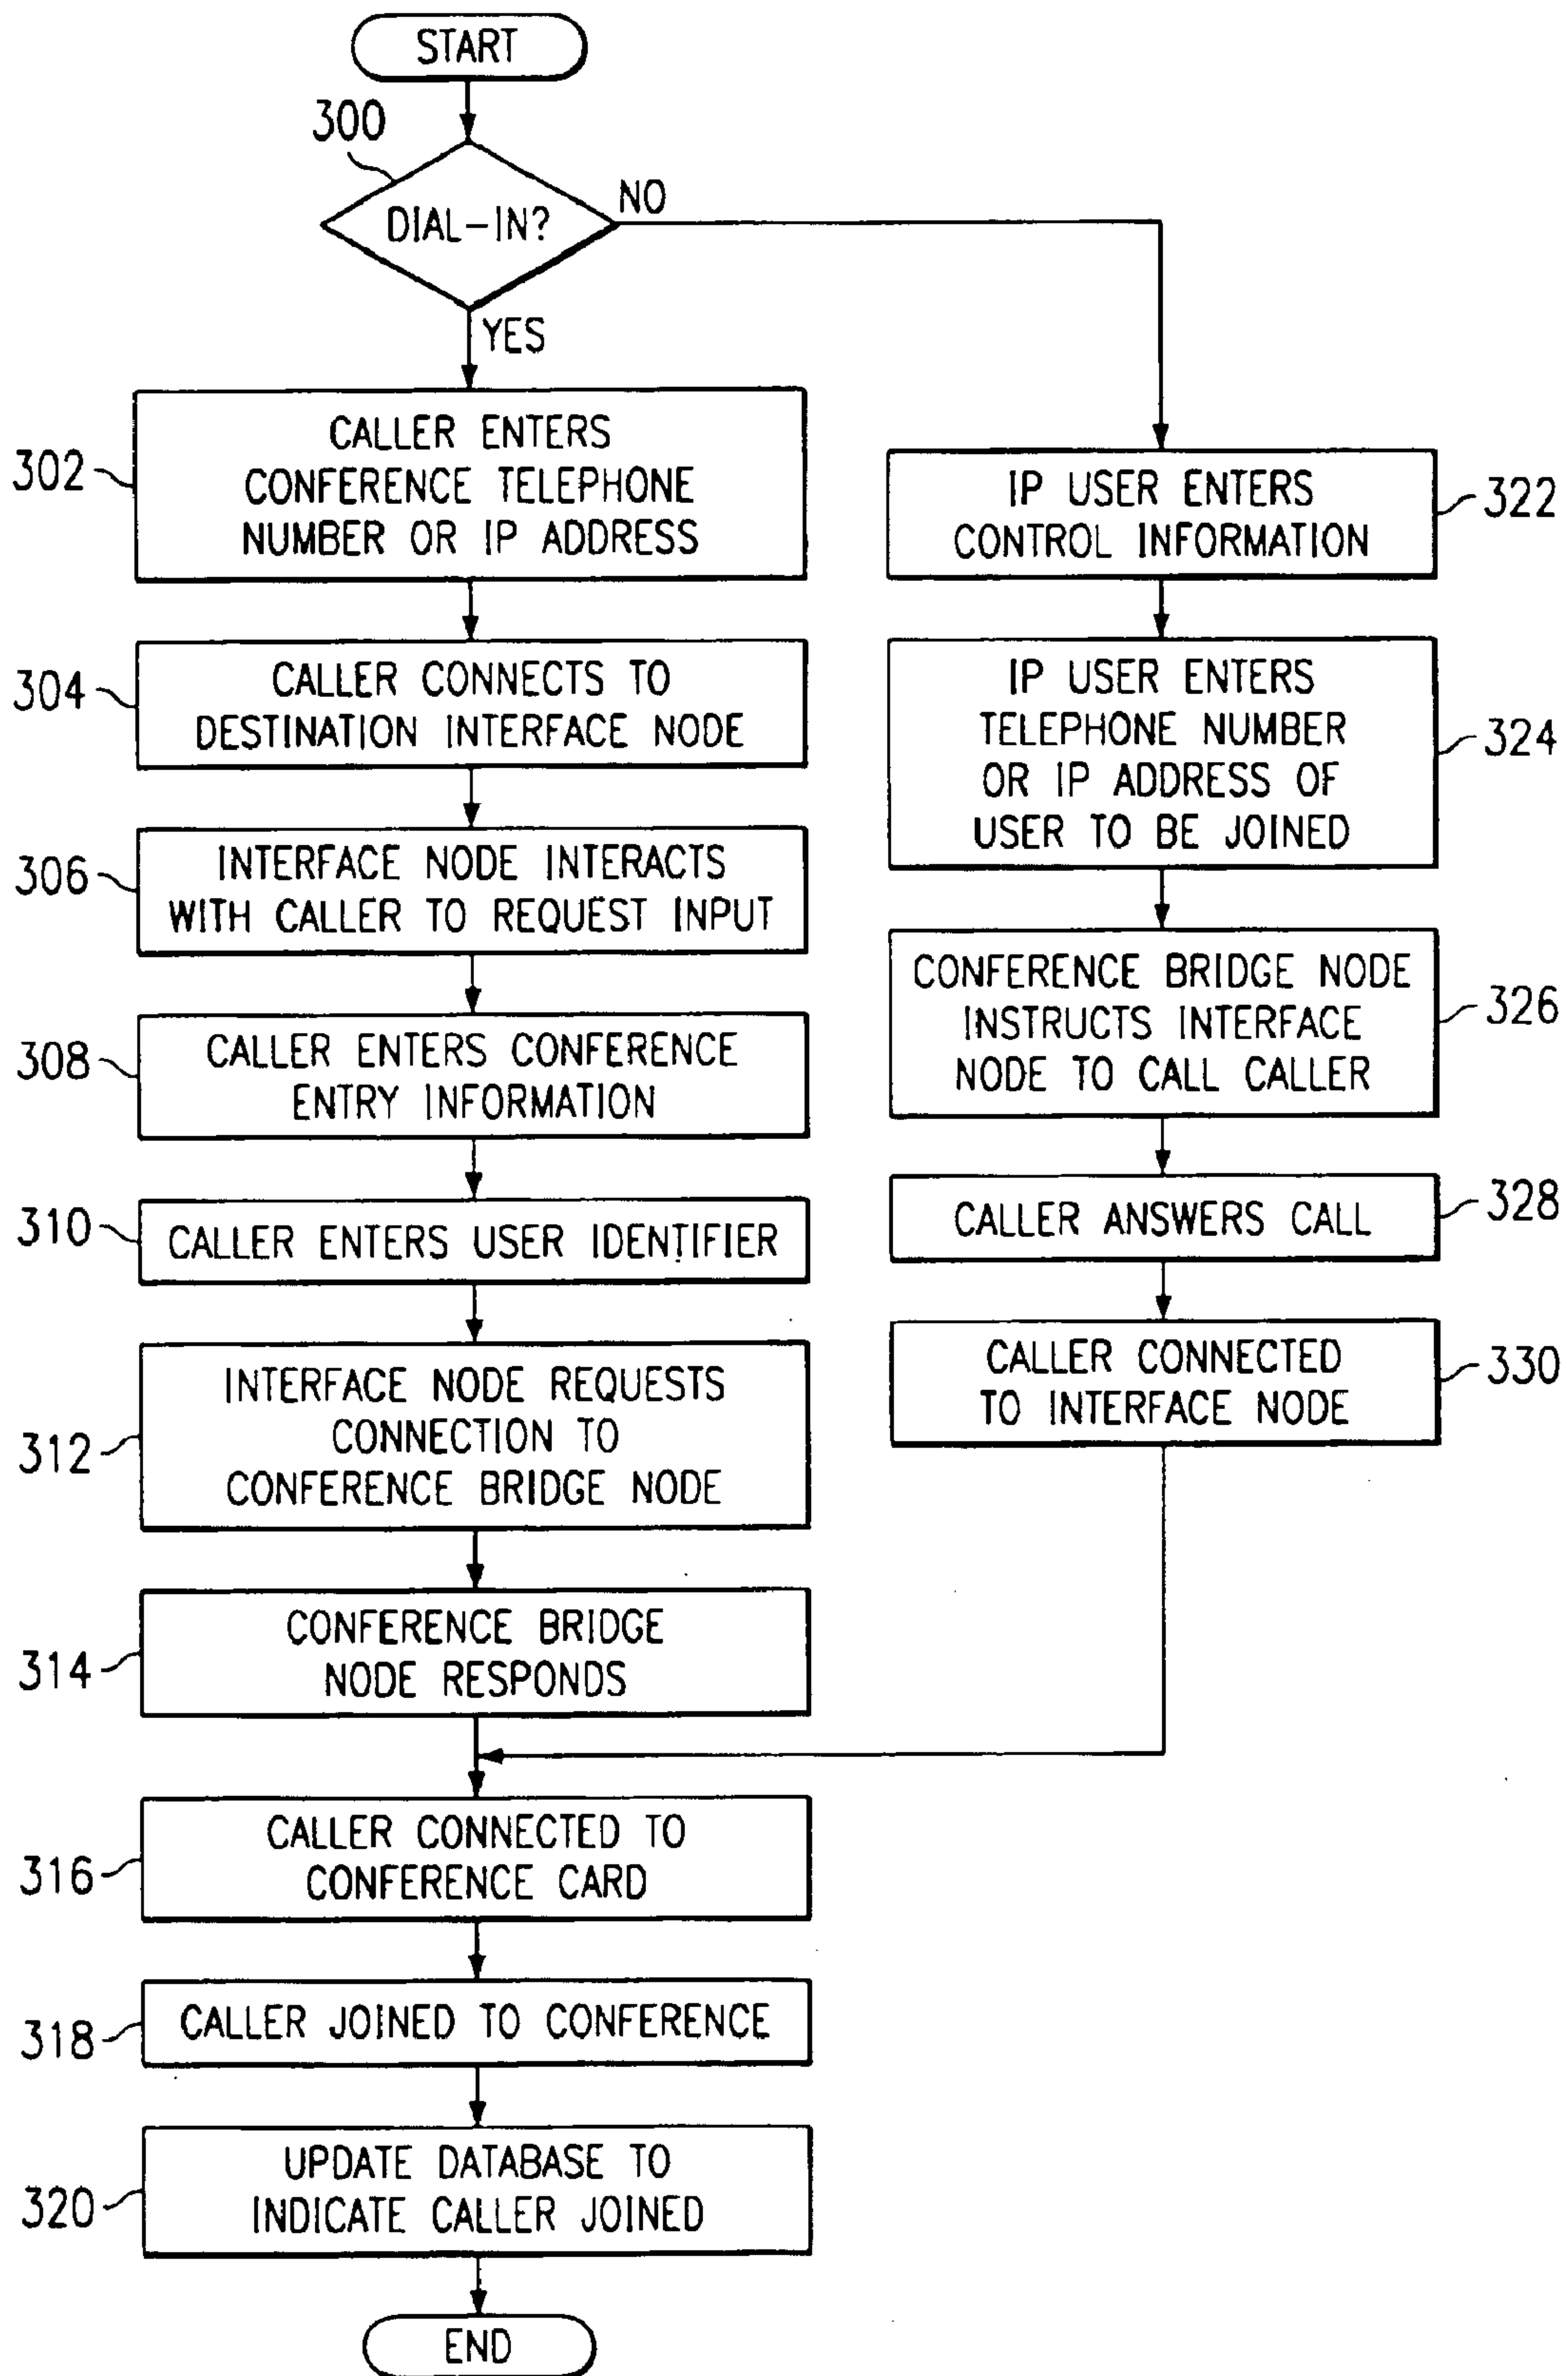 START
300
DIAL-IN?
NO
YES
302
CALLER ENTERS
CONFERENCE TELEPHONE
NUMBER OR IP ADDRESS
304
CALLER CONNECTS TO
DESTINATION INTERFACE NODE
306
INTERFACE NODE INTERACTS
WITH CALLER TO REQUEST INPUT
308
CALLER ENTERS CONFERENCE
ENTRY INFORMATION
310
CALLER ENTERS USER IDENTIFIER
312
INTERFACE NODE REQUESTS
CONNECTION TO
CONFERENCE BRIDGE NODE
314
CONFERENCE BRIDGE
NODE RESPONDS
IP USER ENTERS
CONTROL INFORMATION
322
IP USER ENTERS
TELEPHONE NUMBER
OR IP ADDRESS OF
USER TO BE JOINED
324
CONFERENCE BRIDGE NODE
INSTRUCTS INTERFACE
NODE TO CALL CALLER
326
CALLER ANSWERS CALL
328
CALLER CONNECTED
TO INTERFACE NODE
330
316
CALLER CONNECTED TO
CONFERENCE CARD
318
CALLER JOINED TO CONFERENCE
320
UPDATE DATABASE TO
INDICATE CALLER JOINED
END